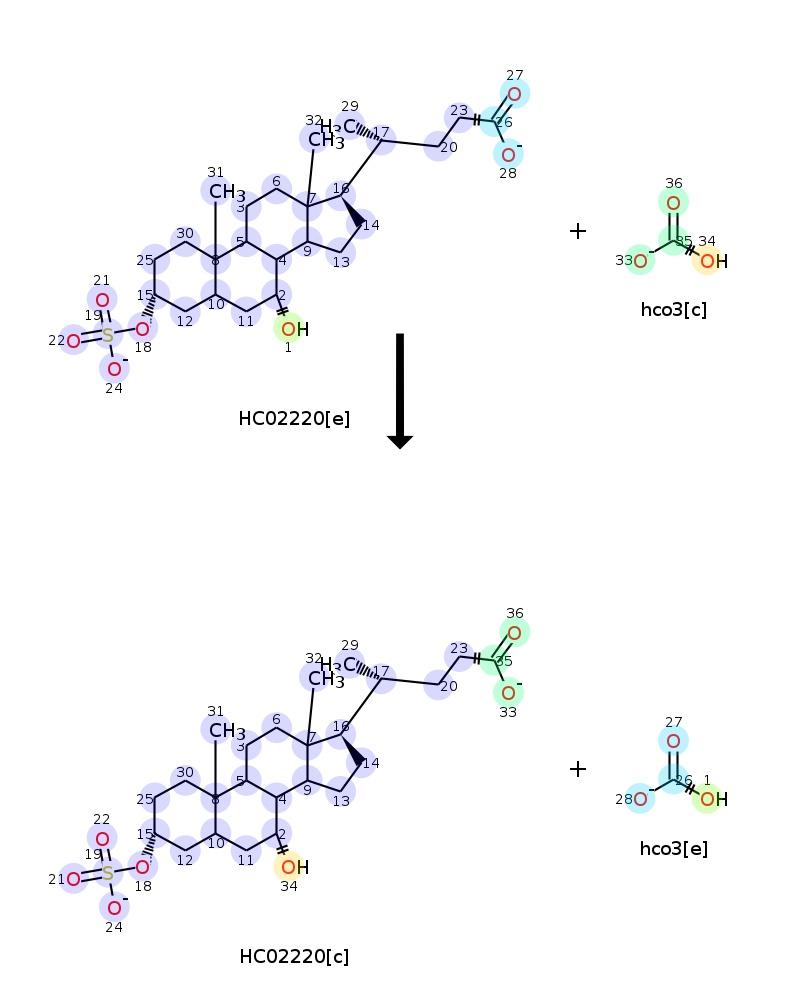 27
29
32
H₃C
CH₃
17
23
O
26
20
O⁻
28
31
CH₃
6
3
7
16
14
30
5
9
13
25
8
4
21
O
15
10
2
12
11
19
22 O
S
O
18
OH
1
O⁻
24
+
36
O
35
34
33 O⁻
OH
hco3[c]
HC02220[e]
36
29
32
H₃C
CH₃
17
23
O
35
20
O⁻
33
31
CH₃
6
3
7
16
14
30
5
9
13
25
8
4
22
O
15
10
2
12
11
19
21 O
S
O
18
OH
34
O⁻
24
+
27
O
26
1
28 O⁻
OH
hco3[e]
HC02220[c]